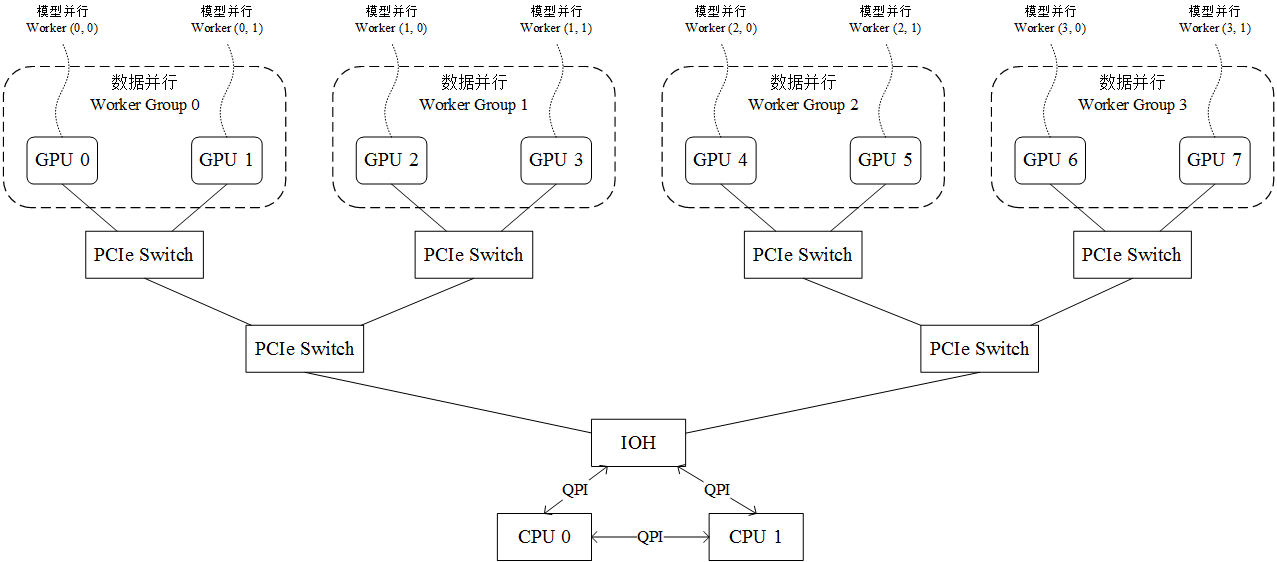 模型并行
Worker (0, 0)
模型并行
Worker (0, 1)
模型并行
Worker (1, 0)
模型并行
Worker (1, 1)
模型并行
Worker (2, 0)
模型并行
Worker (2, 1)
模型并行
Worker (3, 0)
模型并行
Worker (3, 1)
数据并行
Worker Group 0
数据并行
Worker Group 1
数据并行
Worker Group 2
数据并行
Worker Group 3
GPU 0
GPU 1
GPU 2
GPU 3
GPU 4
GPU 5
GPU 6
GPU 7
PCIe Switch
PCIe Switch
PCIe Switch
PCIe Switch
PCIe Switch
PCIe Switch
IOH
QPI
QPI
CPU 0
QPI
CPU 1